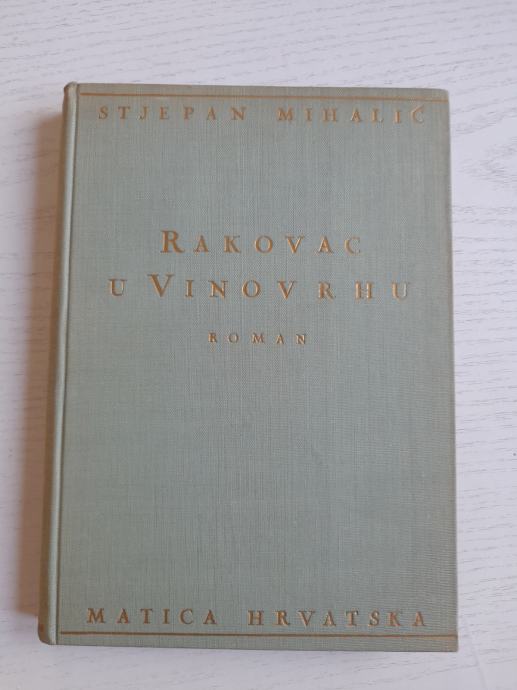 STJEPAN MIHALIĆ
RAKOVAC
U VINOVRHU
ROMAN
MATICA HRVATSKA